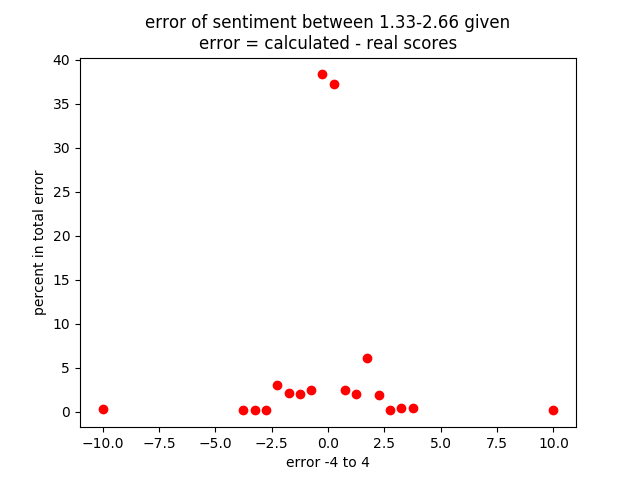 error of sentiment between 1.33-2.66 given
error = calculated - real scores
40
35
30
25
20
15
10
5
0
percent in total error
−10.0 −7.5 −5.0 −2.5 0.0 2.5 5.0 7.5 10.0
error -4 to 4